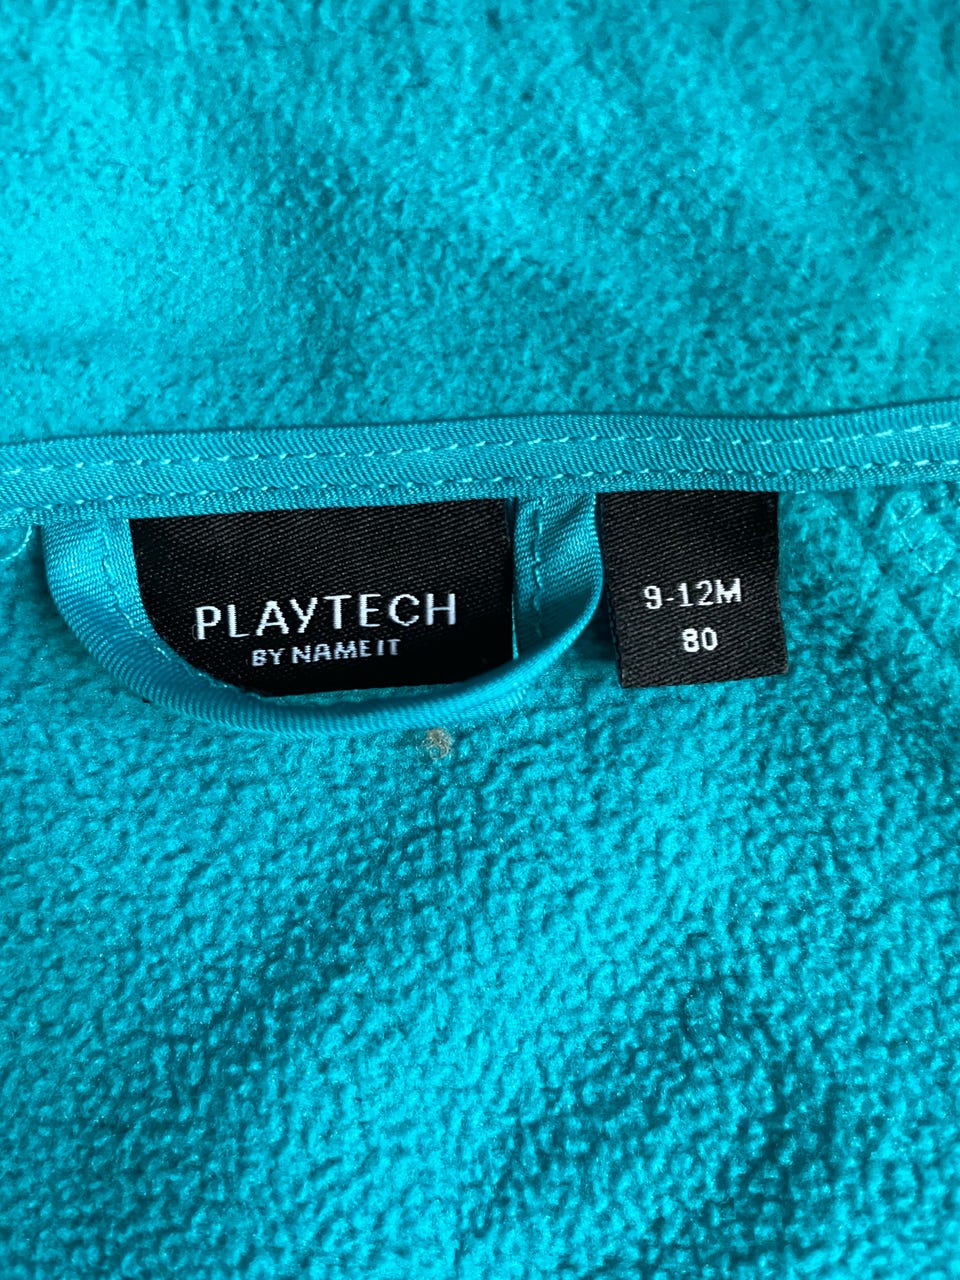 PLAYTECH
BY NAME IT
9-12M
80